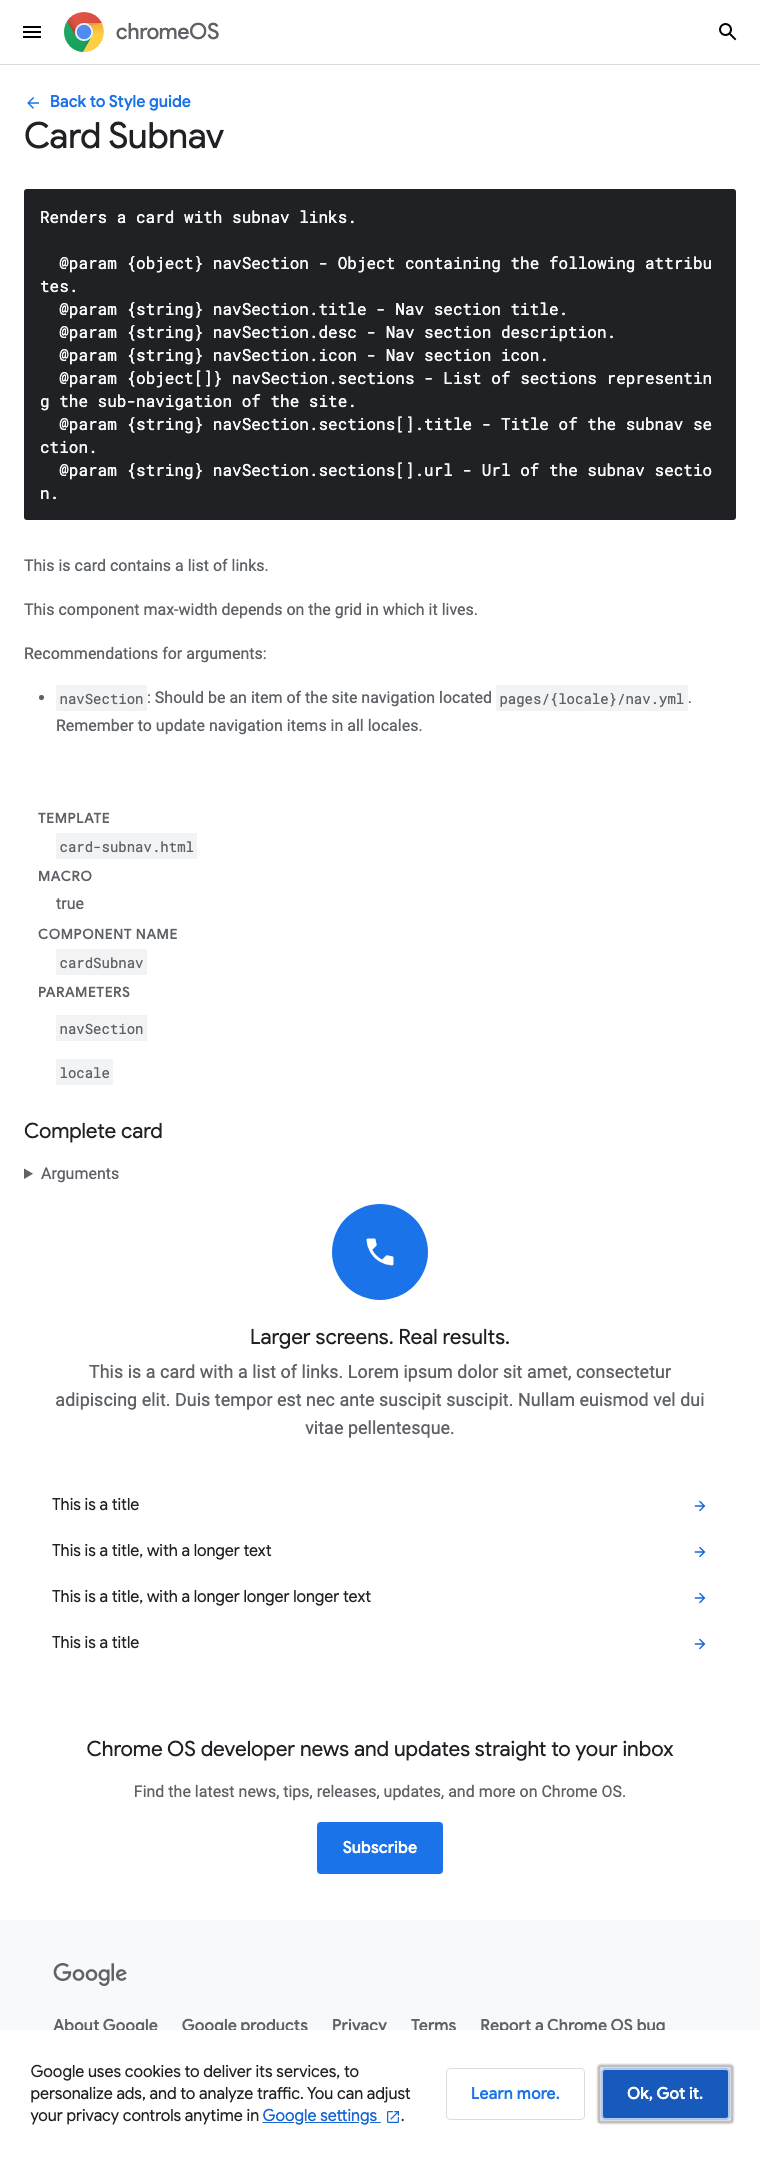 chromeOS
Back to Style guide
Card Subnav
Renders a card with subnav links.
@param {object} navSection - Object containing the following attribu
tes.
@param {string} navSection.title - Nav section title.
@param {string} navSection.desc - Nav section description.
@param {string} navSection.icon - Nav section icon.
@param {object[]} navSection.sections - List of sections representin
g the sub-navigation of the site.
@param {string} navSection.sections[].title - Title of the subnav se
ction.
@param {string} navSection.sections[].url - Url of the subnav sectio
n.
This is card contains a list of links.
This component max-width depends on the grid in which it lives.
Recommendations for arguments:
navSection: Should be an item of the site navigation located pages/{locale}/nav.yml.
Remember to update navigation items in all locales.
TEMPLATE
card-subnav.html
MACRO
true
COMPONENT NAME
cardSubnav
PARAMETERS
navSection
locale
Complete card
Arguments
Larger screens. Real results.
This is a card with a list of links. Lorem ipsum dolor sit amet, consectetur
adipiscing elit. Duis tempor est nec ante suscipit suscipit. Nullam euismod vel dui
vitae pellentesque.
This is a title
This is a title, with a longer text
This is a title, with a longer longer longer text
This is a title
Chrome OS developer news and updates straight to your inbox
Find the latest news, tips, releases, updates, and more on Chrome OS.
Subscribe
Google
About Google Google products Privacy Terms Report a Chrome OS bug
Google uses cookies to deliver its services, to
personalize ads, and to analyze traffic. You can adjust
your privacy controls anytime in Google settings.
Learn more.
Ok, Got it.